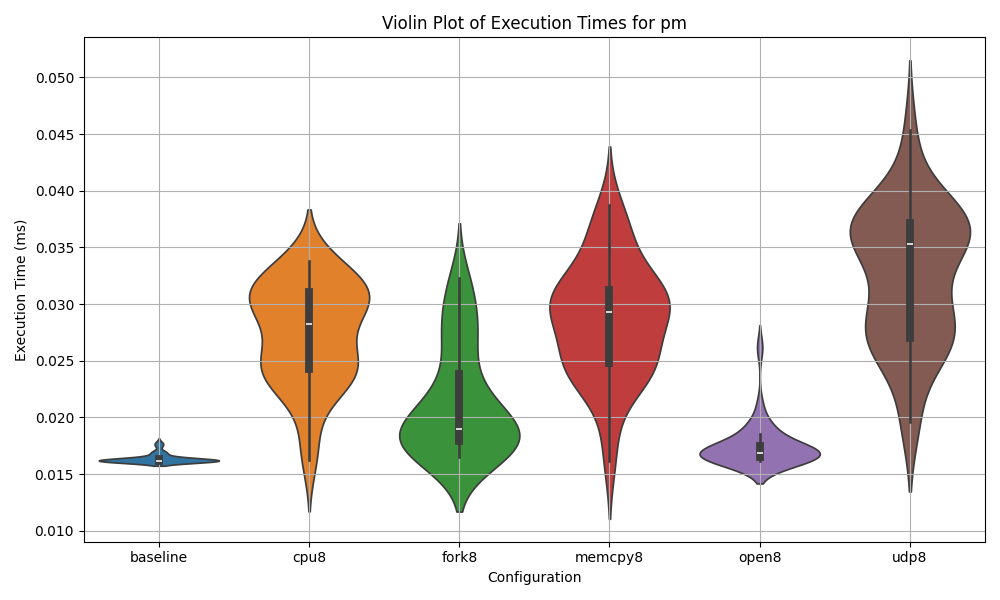 Violin Plot of Execution Times for pm
Execution Time (ms)
0.050
0.045
0.040
0.035
0.030
0.025
0.020
0.015
0.010
baseline cpu8 fork8 memcpy8 open8 udp8
Configuration